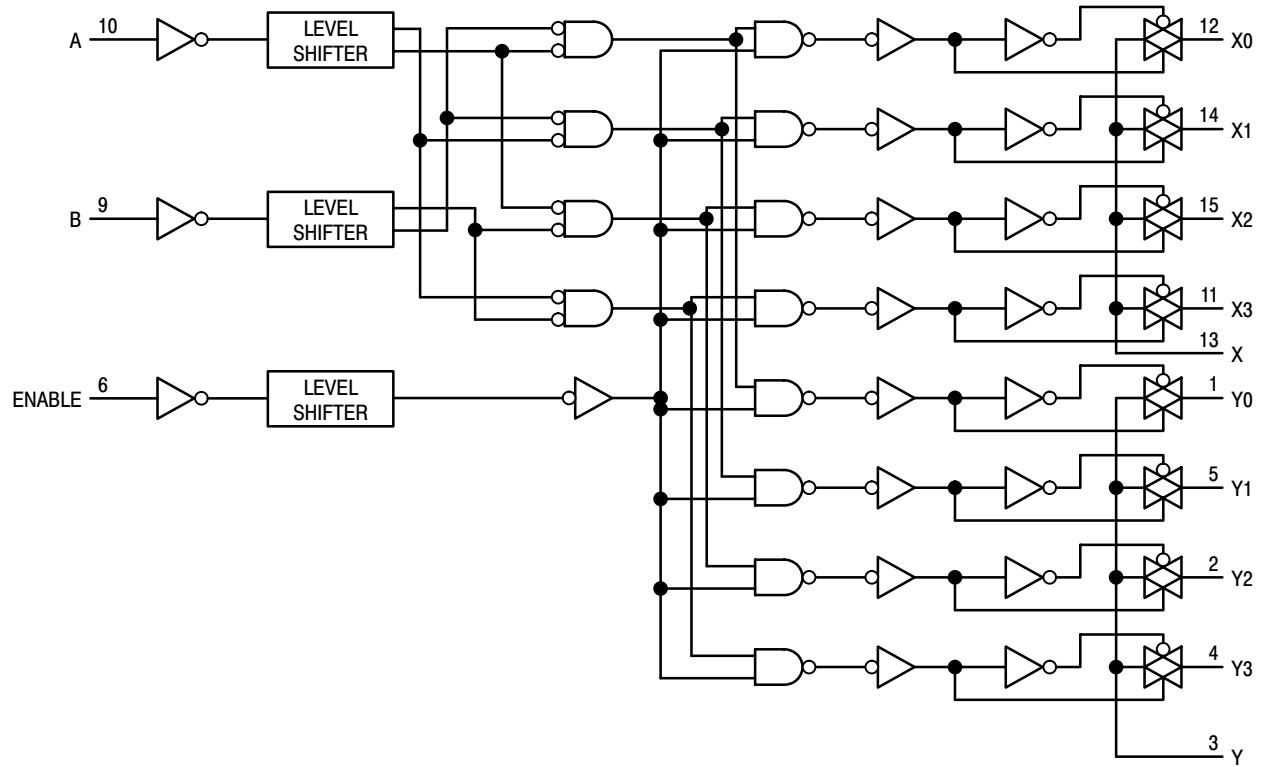 A 10
LEVEL
SHIFTER
12 X0
14 X1
B 9
LEVEL
SHIFTER
15 X2
11 X3
13 X
ENABLE 6
LEVEL
SHIFTER
1 Y0
5 Y1
2 Y2
4 Y3
3 Y